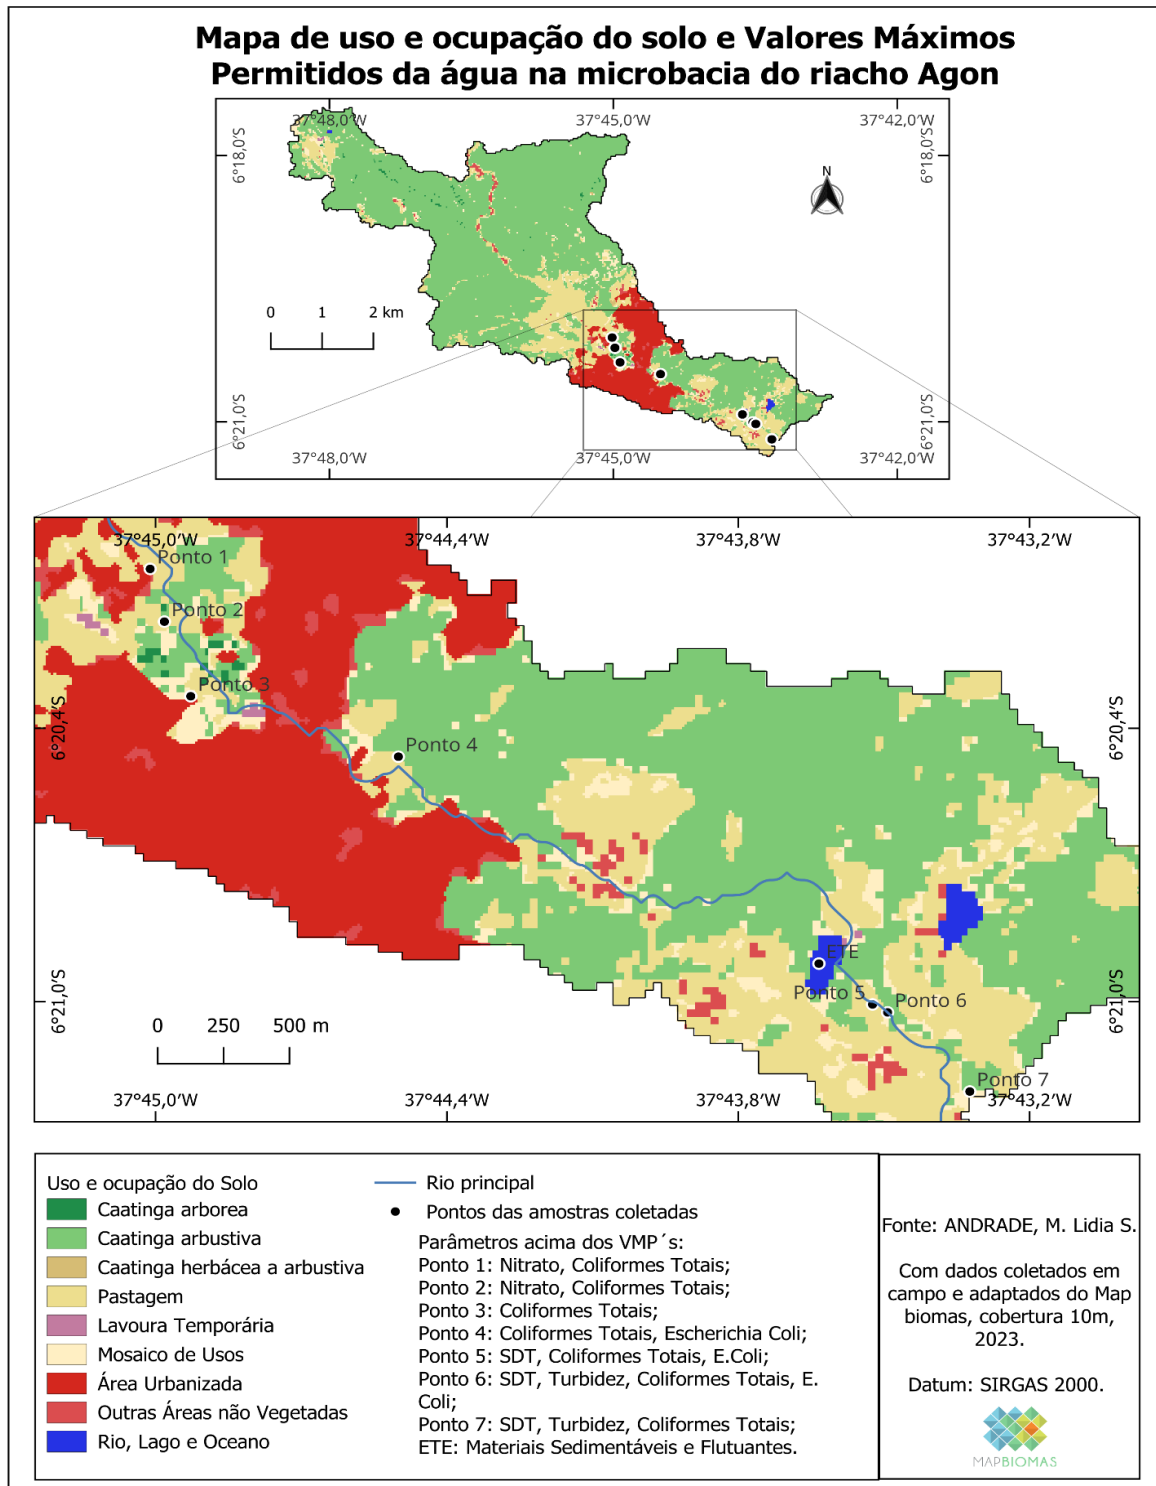 Mapa de uso e ocupação do solo e Valores Máximos
Permitidos da água na microbacia do riacho Agon
37°48,0′W
37°45,0′W
37°42,0′W
6°18,0′S
6°18,0′S
N
0 1 2 km
6°21,0′S
6°21,0′S
37°48,0′W
37°45,0′W
37°42,0′W
37°45,0′W
37°44,4′W
37°43,8′W
37°43,2′W
Ponto 1
Ponto 2
Ponto 3
6°20,4′S
6°20,4′S
Ponto 4
ETE
Ponto 5
Ponto 6
6°21,0′S
6°21,0′S
0 250 500 m
Ponto 7
37°45,0′W
37°44,4′W
37°43,8′W
37°43,2′W
Uso e ocupação do Solo
Caatinga arborea
Caatinga arbustiva
Caatinga herbácea a arbustiva
Pastagem
Lavoura Temporária
Mosaico de Usos
Área Urbanizada
Outras Áreas não Vegetadas
Rio, Lago e Oceano
Rio principal
Pontos das amostras coletadas
Parâmetros acima dos VMP´s:
Ponto 1: Nitrato, Coliformes Totais;
Ponto 2: Nitrato, Coliformes Totais;
Ponto 3: Coliformes Totais;
Ponto 4: Coliformes Totais, Escherichia Coli;
Ponto 5: SDT, Coliformes Totais, E.Coli;
Ponto 6: SDT, Turbidez, Coliformes Totais, E.
Coli;
Ponto 7: SDT, Turbidez, Coliformes Totais;
ETE: Materiais Sedimentáveis e Flutuantes.
Fonte: ANDRADE, M. Lidia S.
Com dados coletados em
campo e adaptados do Map
biomas, cobertura 10m,
2023.
Datum: SIRGAS 2000.
MAPBIOMAS